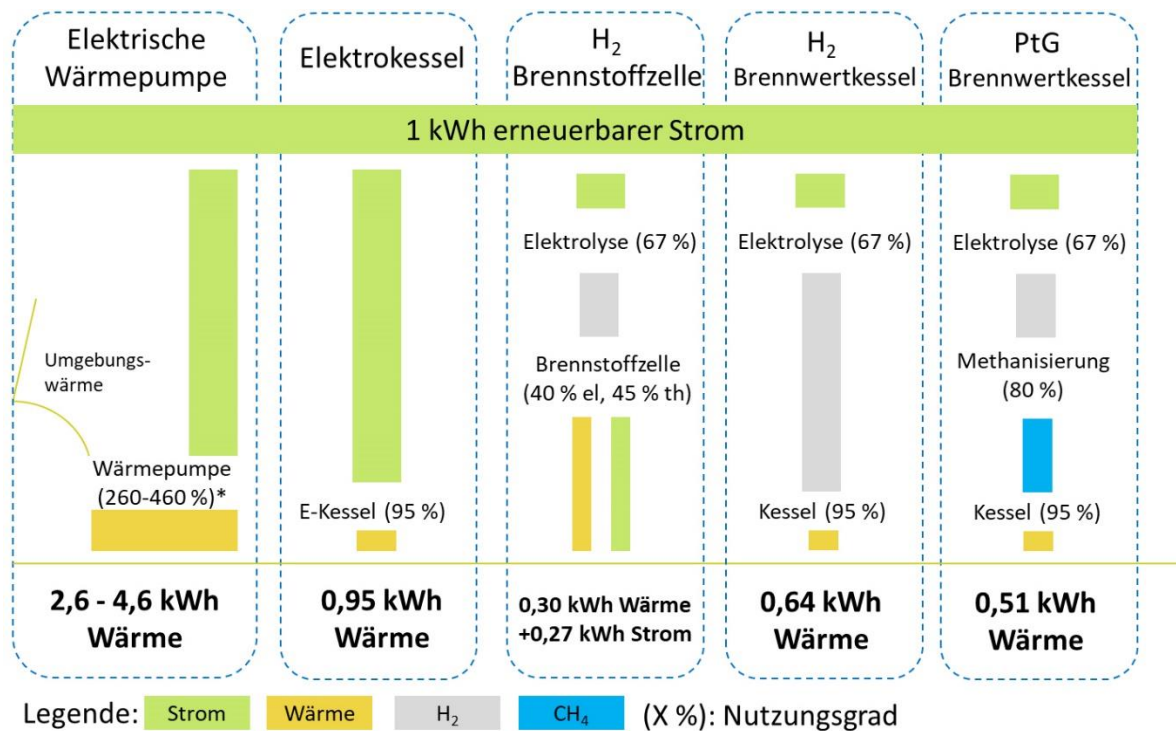 Elektrische
Wärmepumpe
Elektrokessel
H₂
Brennstoffzelle
H₂
Brennwertkessel
PtG
Brennwertkessel
1 kWh erneuerbarer Strom
Umgebungs-
wärme
Wärmepumpe
(260-460 %)*
2,6 - 4,6 kWh
Wärme
E-Kessel (95 %)
0,95 kWh
Wärme
Elektrolyse (67 %)
Brennstoffzelle
(40 % el, 45 % th)
0,30 kWh Wärme
+0,27 kWh Strom
Elektrolyse (67 %)
Kessel (95 %)
0,64 kWh
Wärme
Elektrolyse (67 %)
Methanisierung
(80 %)
Kessel (95 %)
0,51 kWh
Wärme
Legende: Strom Wärme H₂ CH₄ (X %): Nutzungsgrad